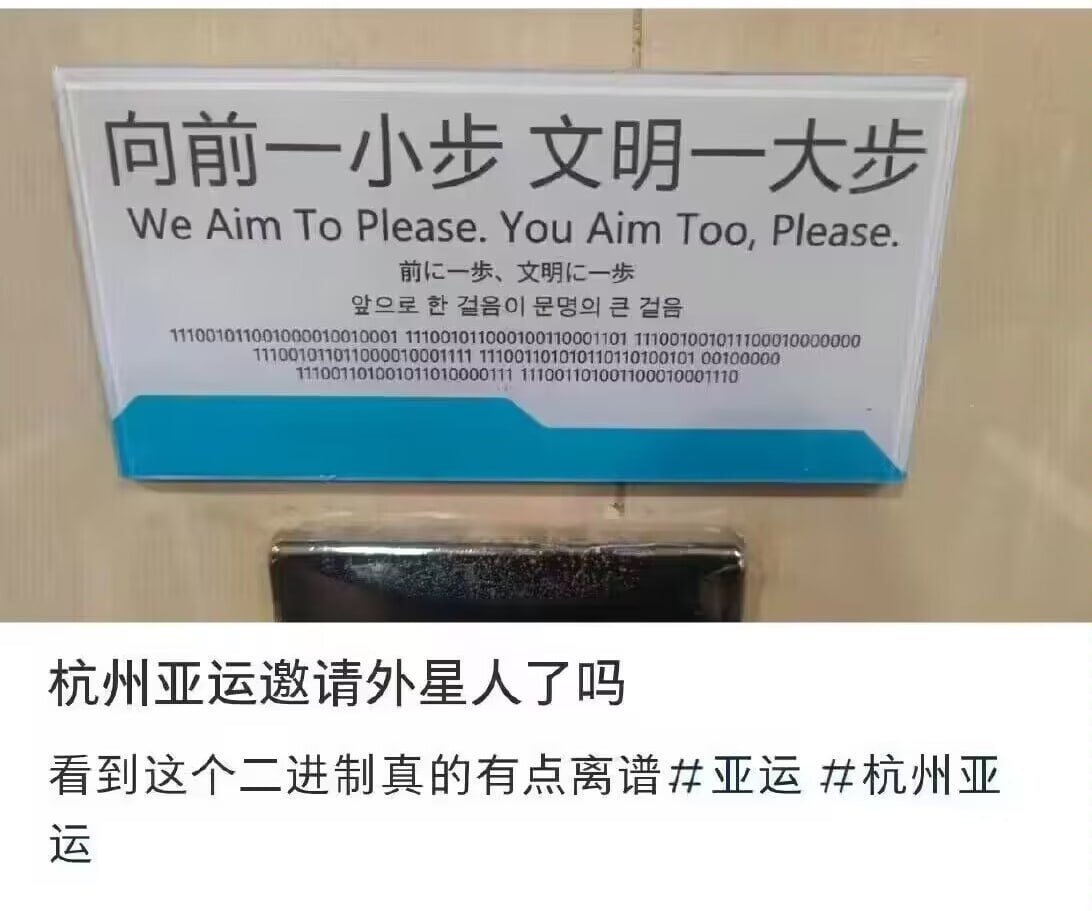 向前一小步 文明一大步
We Aim To Please. You Aim Too, Please.
前に一歩、文明に一歩
앞으로 한 걸음이 문명의 큰 걸음
111001011001000010010001 111001011000100110001101 111001001011100010000000
111001011011000010001111 111001101010110110100101 00100000
111001101001011010000111 111001101001100010001110
杭州亚运邀请外星人了吗
看到这个二进制真的有点离谱#亚运 #杭州亚
运